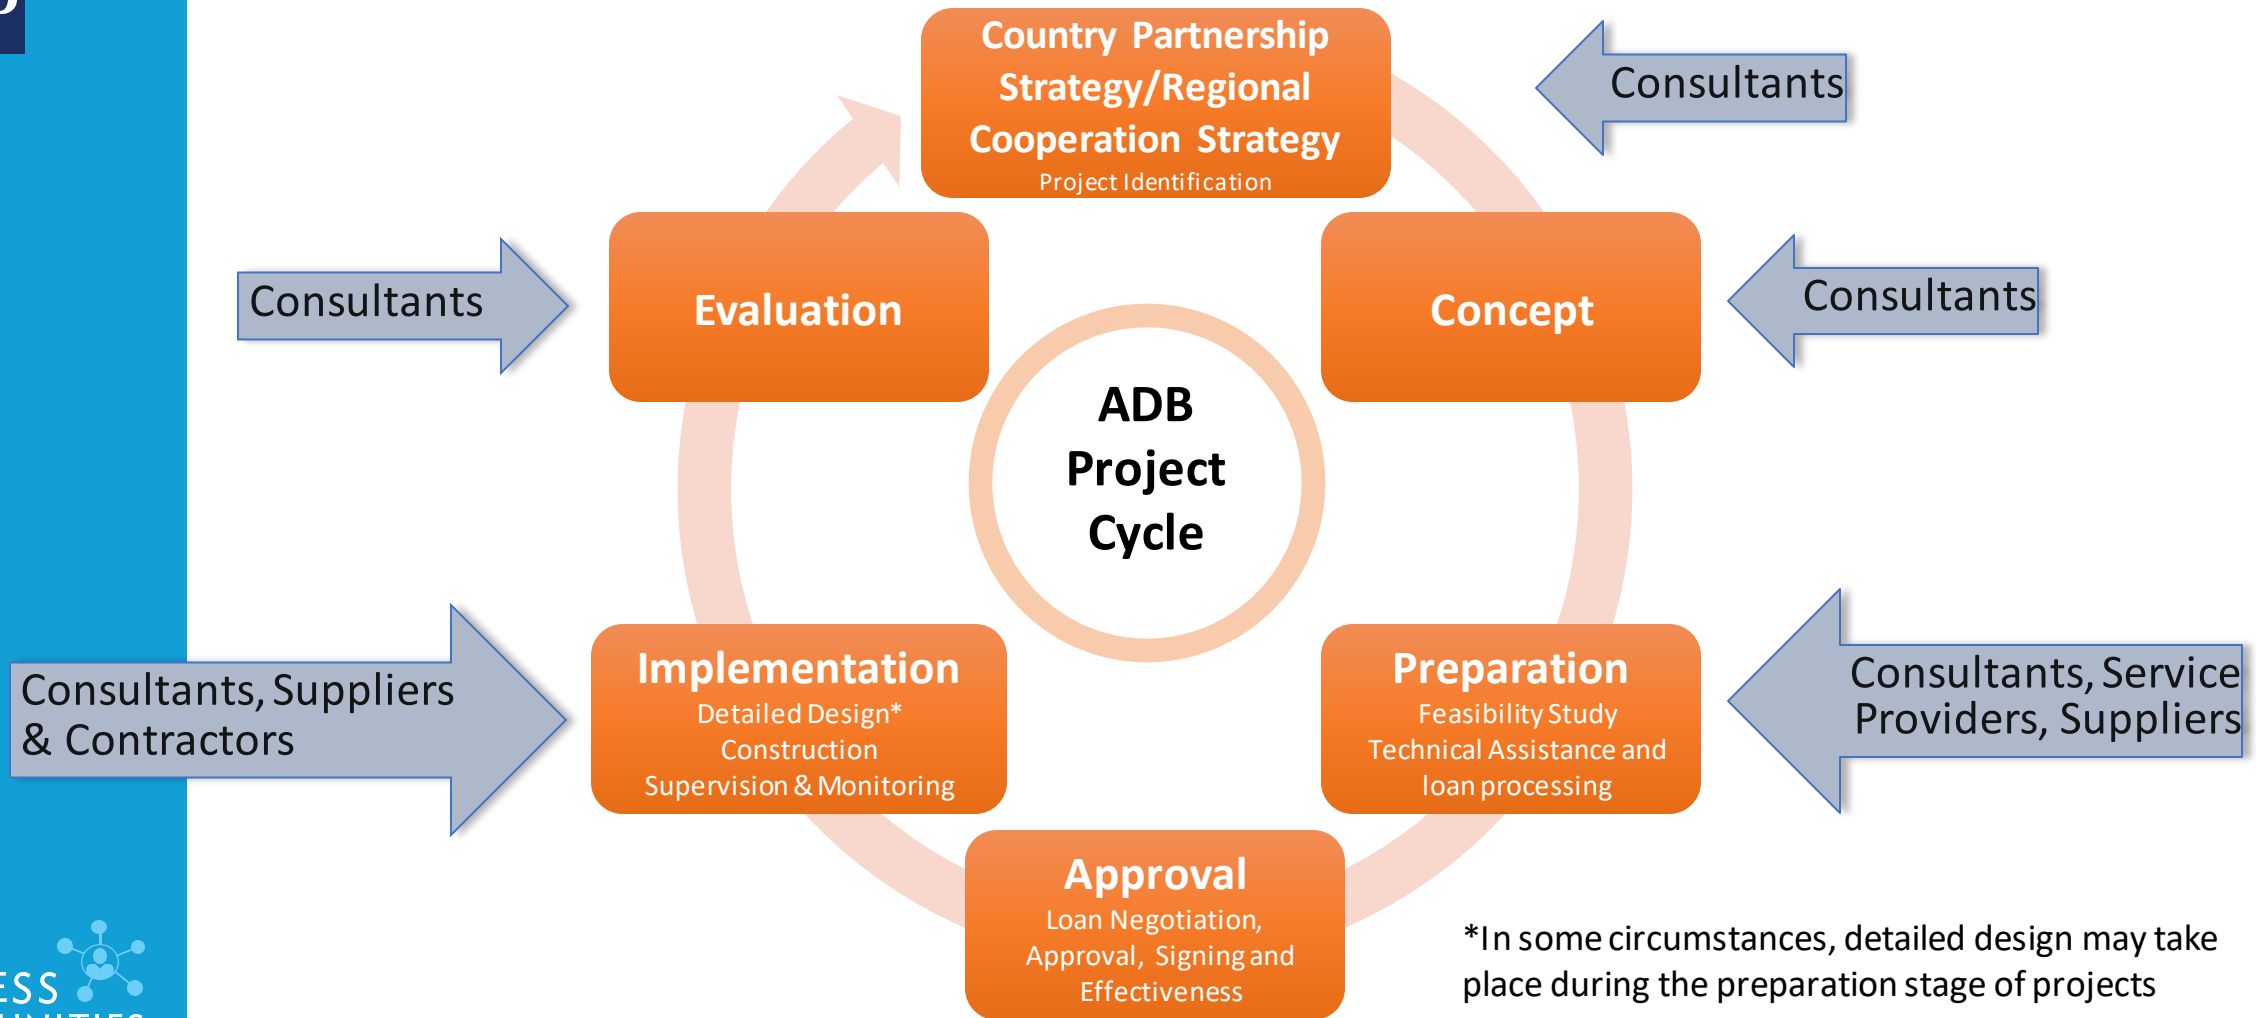 Country Partnership
Strategy/Regional
Cooperation Strategy
Project Identification
Consultants
Concept
Consultants
Preparation
Feasibility Study
Technical Assistance and
loan processing
Consultants, Service
Providers, Suppliers
Approval
Loan Negotiation,
Approval, Signing and
Effectiveness
Implementation
Detailed Design*
Construction
Supervision & Monitoring
Consultants, Suppliers
& Contractors
Evaluation
Consultants
ADB
Project
Cycle
*In some circumstances, detailed design may take
place during the preparation stage of projects